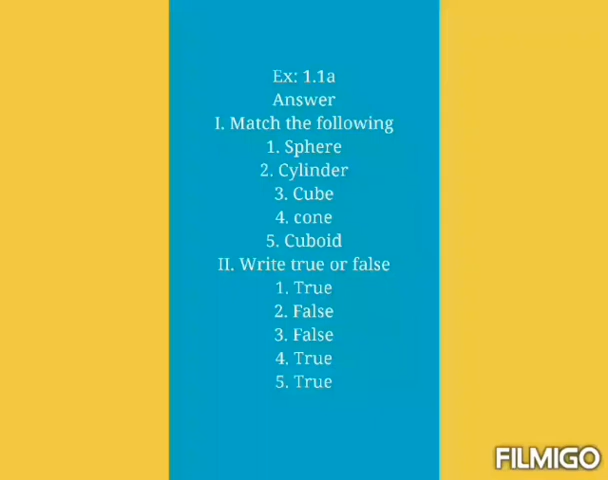 Ex: 1.1a
Answer
I. Match the following
1. Sphere
2. Cylinder
3. Cube
4. cone
5. Cuboid
II. Write true or false
1. True
2. False
3. False
4. True
5. True
FILMIGO